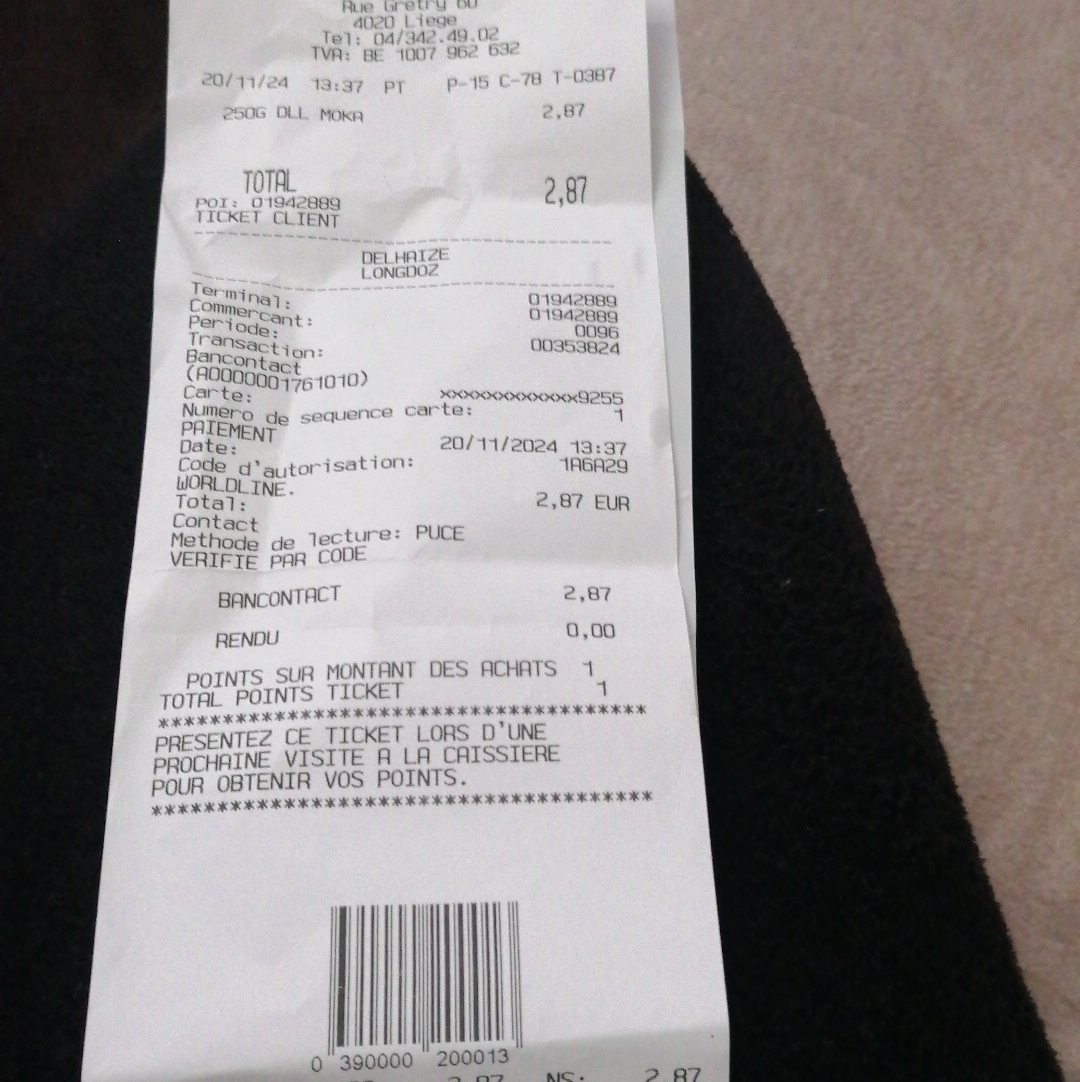 Rue Gretry 60
4020 Liege
Tel: 04/342.49.02
TVA: BE 1007 962 632
20/11/24 13:37 PT P-15 C-78 T-0387
250G DLL MOKA 2,87
TOTAL 2,87
POI: 01942889
TICKET CLIENT
DELHAIZE
LONGDOZ
Terminal: 01942889
Commercant: 01942889
Periode: 0096
Transaction: 00353824
Bancontact
(A0000001761010)
Carte: xxxxxxxxxxxxx9255
Numero de sequence carte: 1
PAIEMENT
Date: 20/11/2024 13:37
Code d'autorisation: 1A6A29
WORLDLINE.
Total: 2,87 EUR
Contact
Methode de lecture: PUCE
VERIFIE PAR CODE
BANCONTACT 2,87
RENDU 0,00
POINTS SUR MONTANT DES ACHATS 1
TOTAL POINTS TICKET 1
****************************************
PRESENTEZ CE TICKET LORS D'UNE
PROCHAINE VISITE A LA CAISSIERE
POUR OBTENIR VOS POINTS.
****************************************
0 390000 200013
2,87 NS: 2,87